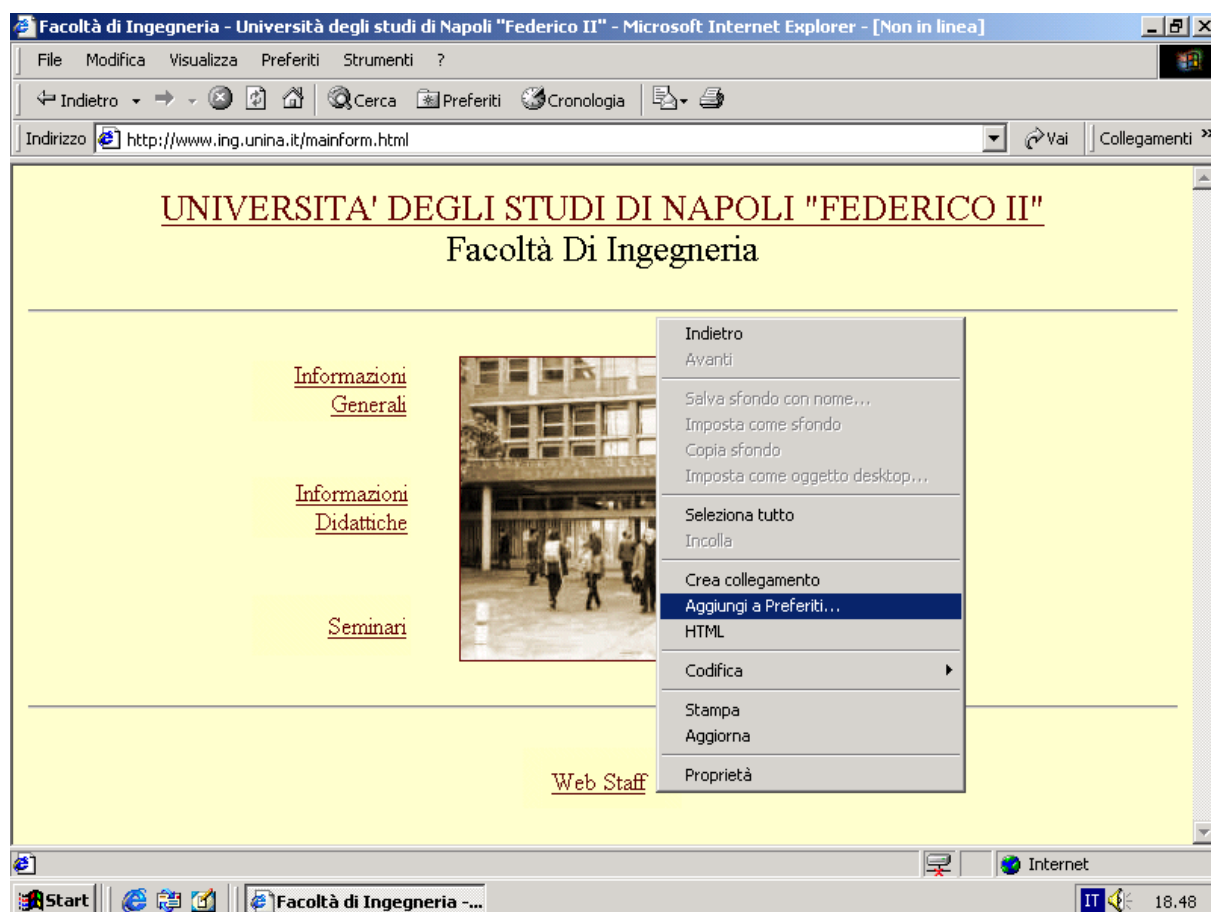 Facoltà di Ingegneria - Università degli studi di Napoli "Federico II" - Microsoft Internet Explorer - [Non in linea]
File Modifica Visualizza Preferiti Strumenti ?
Indietro Cerca Preferiti Cronologia
Indirizzo http://www.ing.unina.it/mainform.html Vai Collegamenti »
UNIVERSITA' DEGLI STUDI DI NAPOLI "FEDERICO II"
Facoltà Di Ingegneria
Informazioni
Generali
Informazioni
Didattiche
Seminari
Indietro
Avanti
Salva sfondo con nome...
Imposta come sfondo
Copia sfondo
Imposta come oggetto desktop...
Seleziona tutto
Incolla
Crea collegamento
Aggiungi a Preferiti...
HTML
Codifica
Stampa
Aggiorna
Proprietà
Web Staff
Internet
Start Facoltà di Ingegneria -... IT 18.48